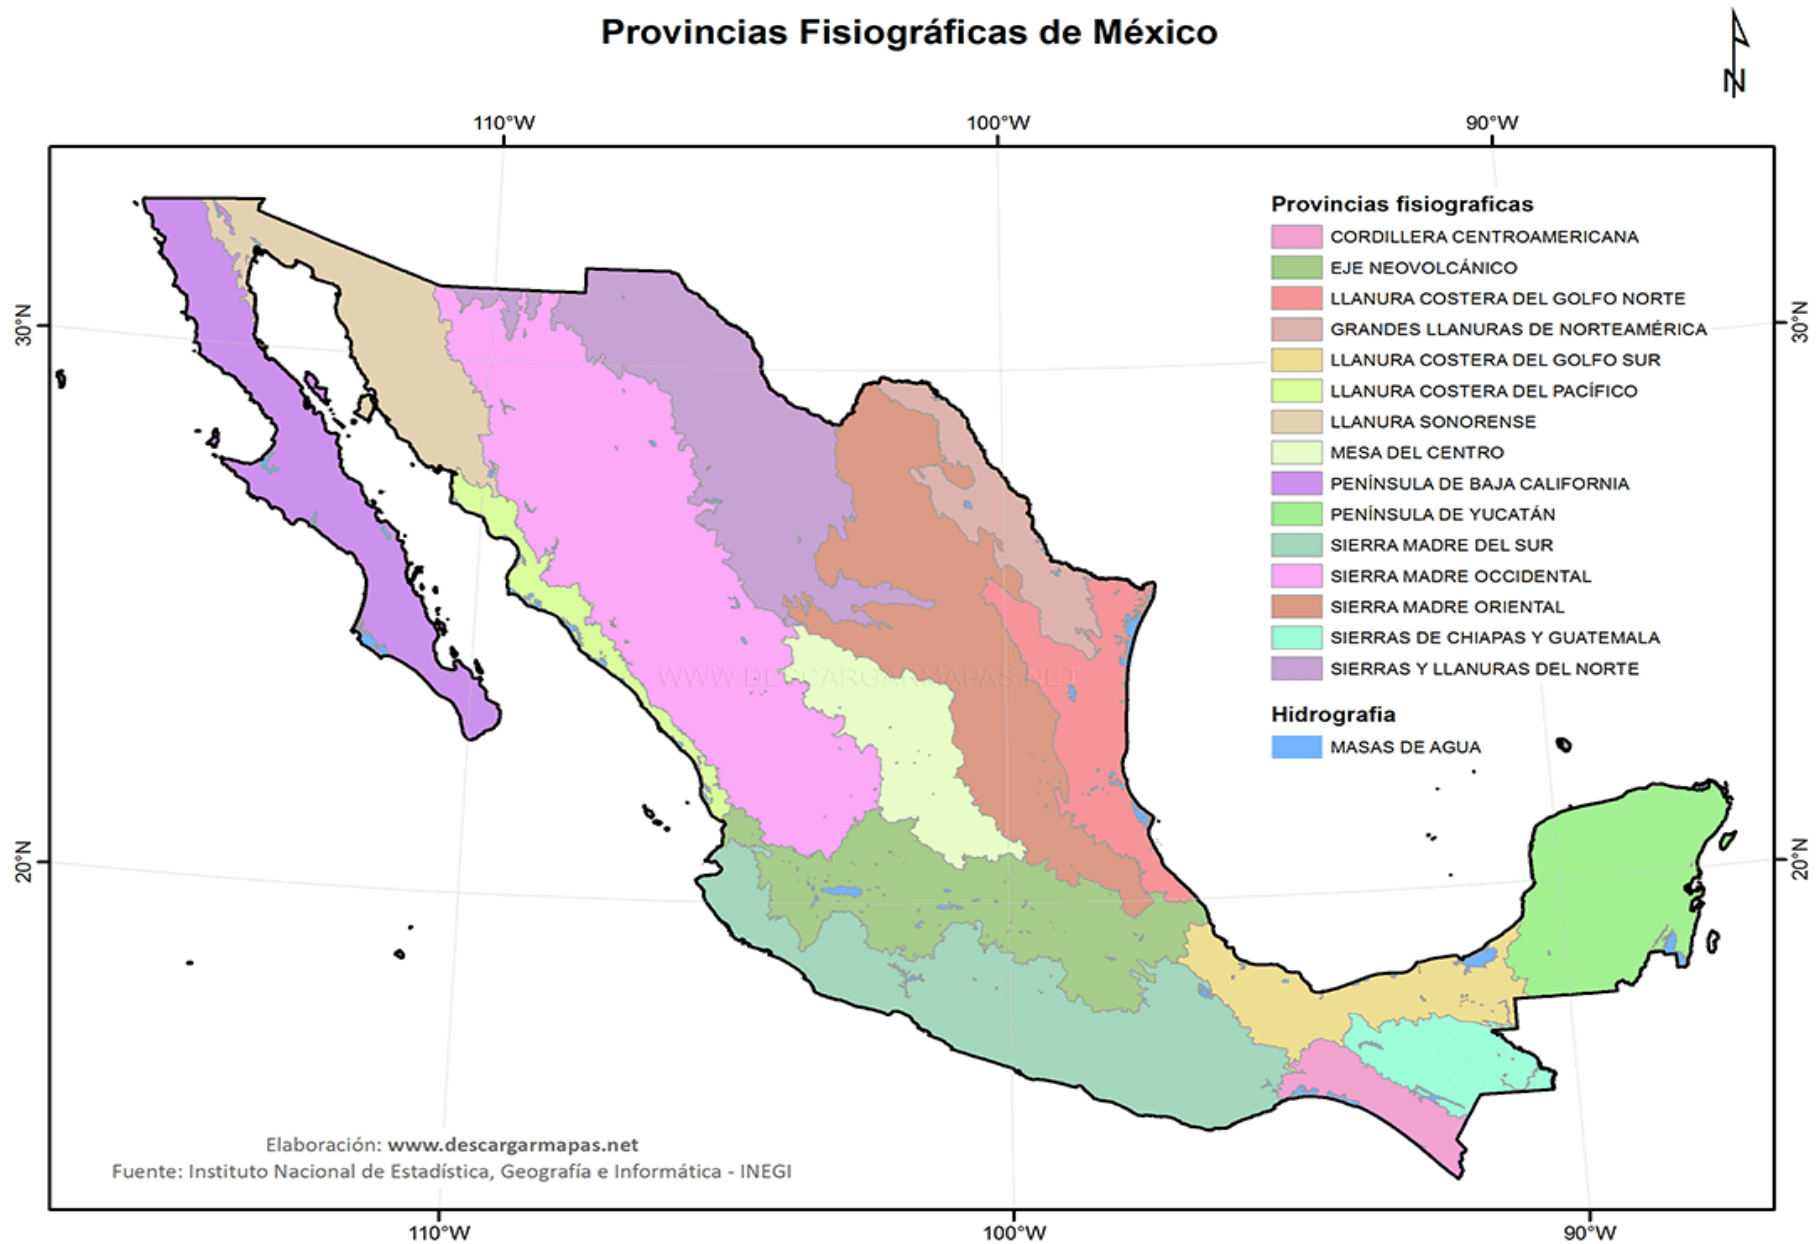 Provincias Fisiográficas de México
N
110°W
100°W
90°W
30°N
30°N
20°N
20°N
Provincias fisiograficas
CORDILLERA CENTROAMERICANA
EJE NEOVOLCÁNICO
LLANURA COSTERA DEL GOLFO NORTE
GRANDES LLANURAS DE NORTEAMÉRICA
LLANURA COSTERA DEL GOLFO SUR
LLANURA COSTERA DEL PACÍFICO
LLANURA SONORENSE
MESA DEL CENTRO
PENÍNSULA DE BAJA CALIFORNIA
PENÍNSULA DE YUCATÁN
SIERRA MADRE DEL SUR
SIERRA MADRE OCCIDENTAL
SIERRA MADRE ORIENTAL
SIERRAS DE CHIAPAS Y GUATEMALA
SIERRAS Y LLANURAS DEL NORTE
Hidrografia
MASAS DE AGUA
WWW.DESCARGARMAPAS.NET
Elaboración: www.descargarmapas.net
Fuente: Instituto Nacional de Estadística, Geografía e Informática - INEGI
110°W
100°W
90°W